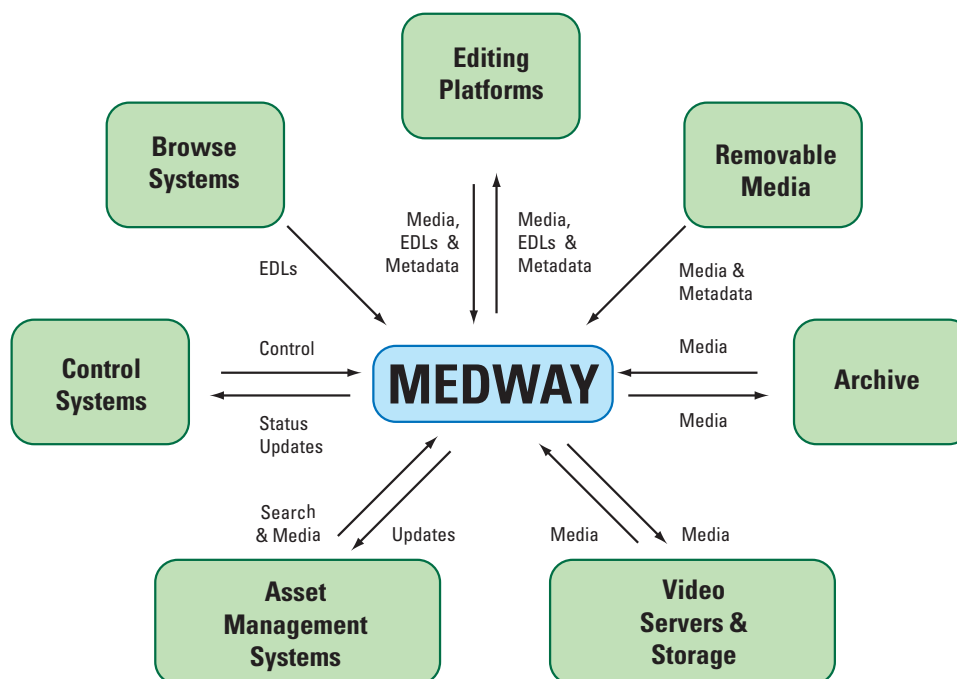 Editing
Platforms
Browse
Systems
Removable
Media
Media,
EDLs &
Metadata
Media,
EDLs &
Metadata
EDLs
Media &
Metadata
Control
Systems
Control
Status
Updates
MEDWAY
Media
Media
Archive
Search
& Media
Updates
Media
Media
Asset
Management
Systems
Video
Servers &
Storage